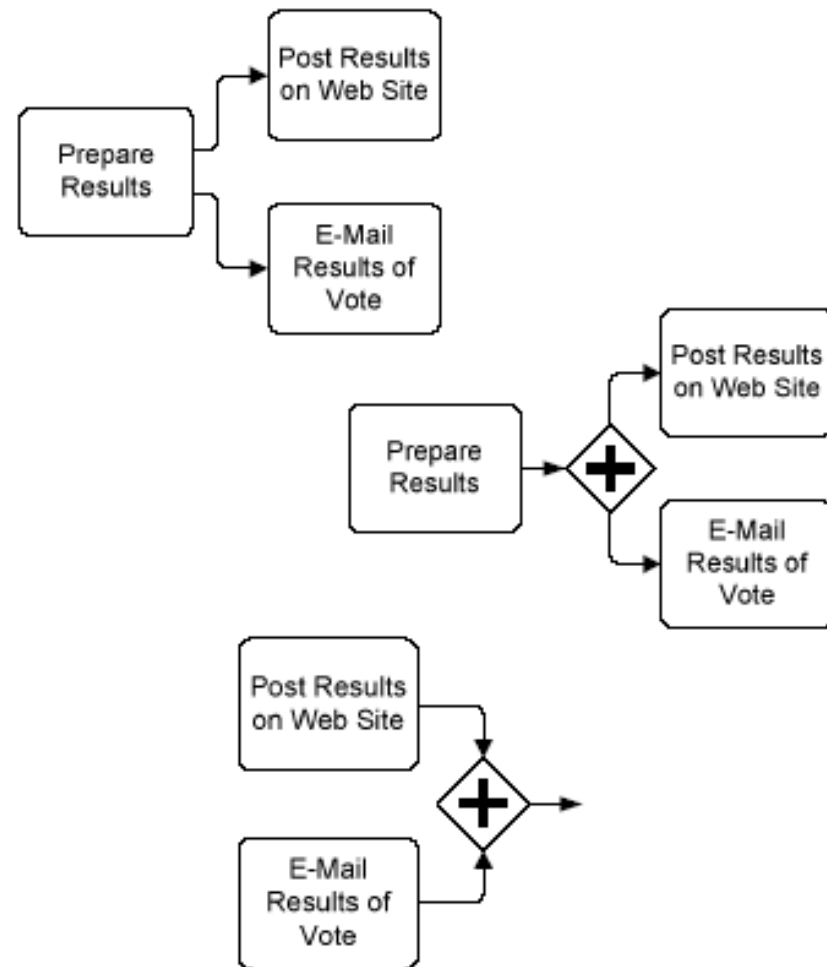 Post Results
on Web Site
Prepare
Results
E-Mail
Results of
Vote
Post Results
on Web Site
Prepare
Results
E-Mail
Results of
Vote
Post Results
on Web Site
E-Mail
Results of
Vote